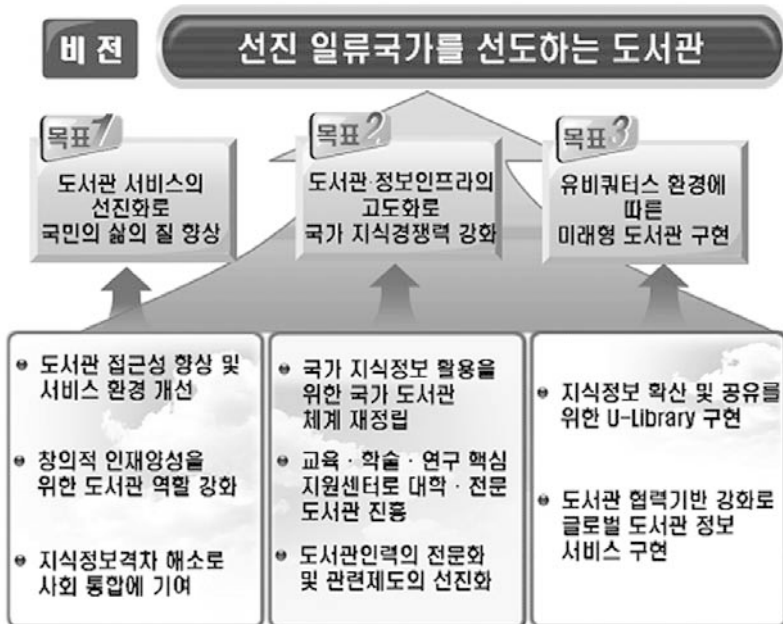 비 전
선진 일류국가를 선도하는 도서관
목표1
도서관 서비스의
선진화로
국민의 삶의 질 향상
목표2
도서관·정보인프라의
고도화로
국가 지식경쟁력 강화
목표3
유비쿼터스 환경에
따른
미래형 도서관 구현
도서관 접근성 향상 및
서비스 환경 개선
창의적 인재양성을
위한 도서관 역할 강화
지식정보격차 해소로
사회 통합에 기여
국가 지식정보 활용을
위한 국가 도서관
체계 재정립
교육·학술·연구 핵심
지원센터로 대학·전문
도서관 진흥
도서관인력의 전문화
및 관련제도의 선진화
지식정보 확산 및 공유를
위한 U-Library 구현
도서관 협력기반 강화로
글로벌 도서관 정보
서비스 구현